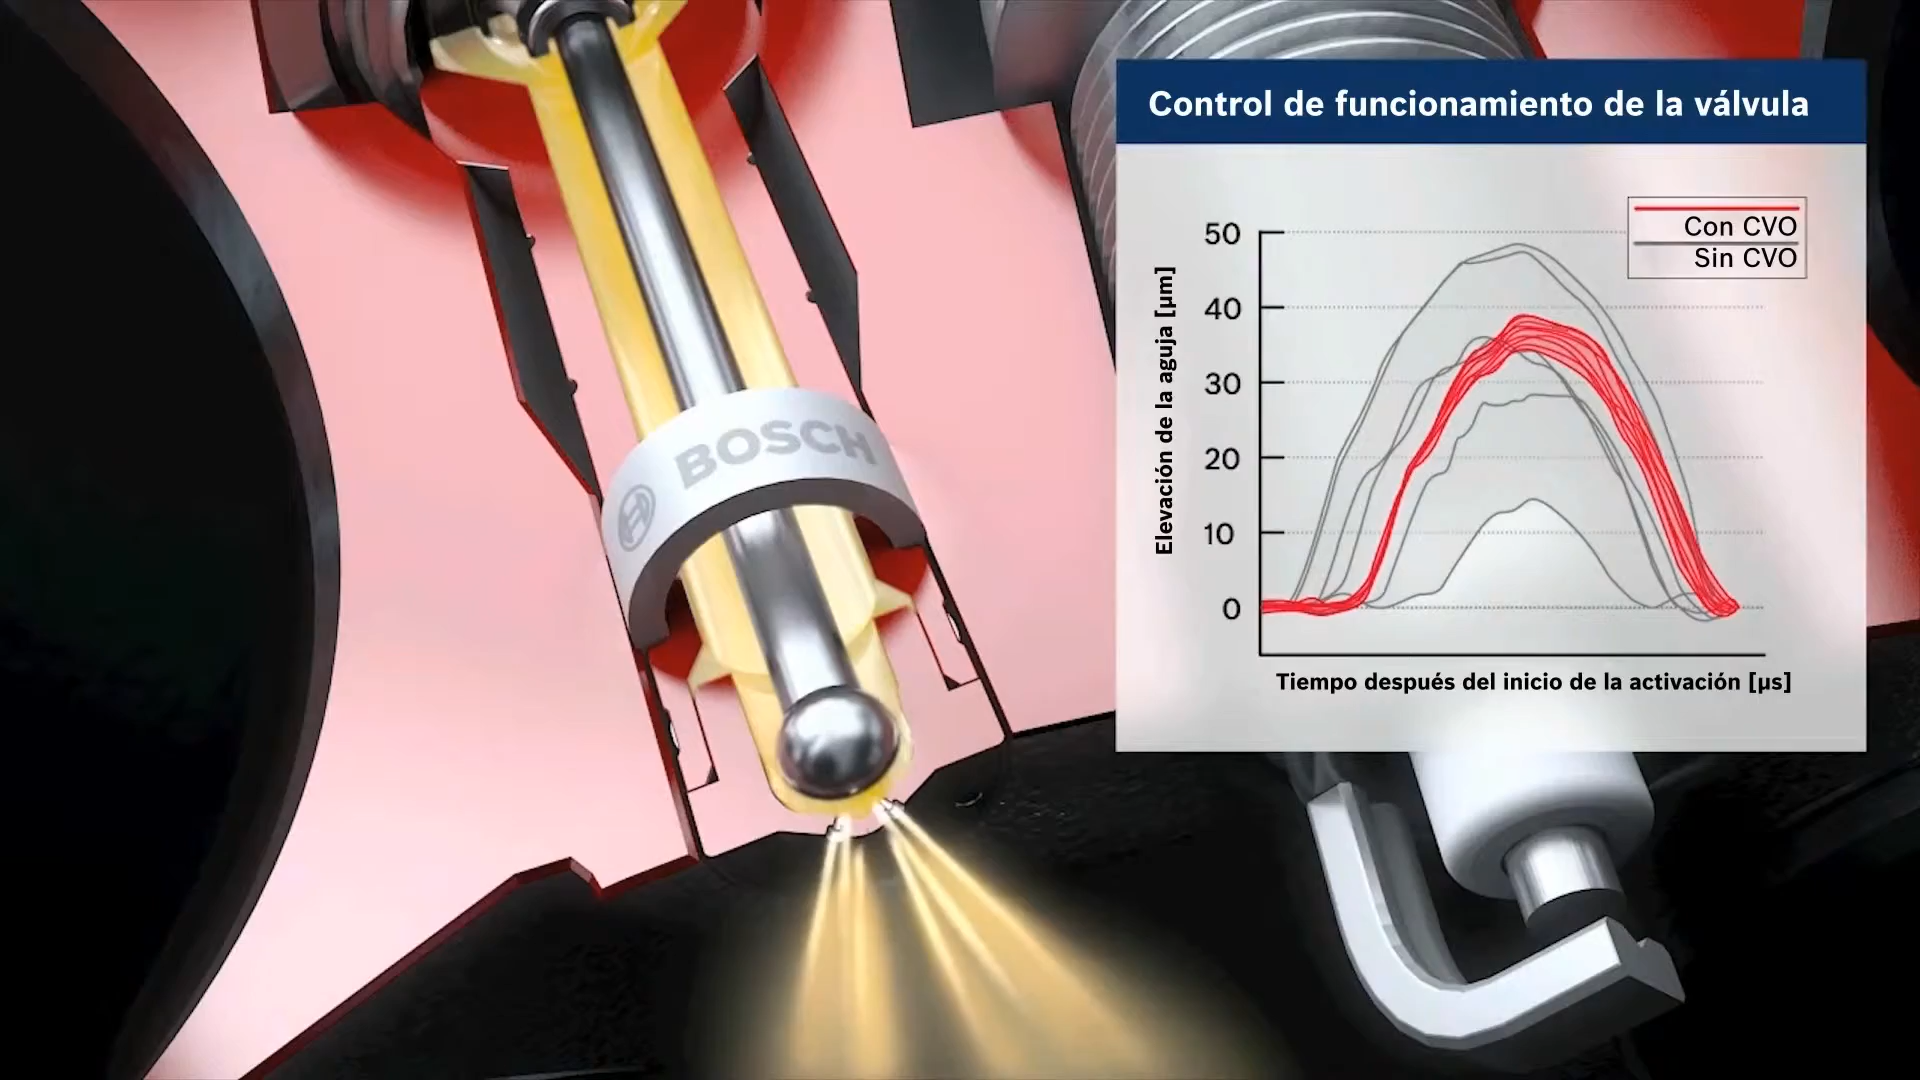 BOSCH
Control de funcionamiento de la válvula
Con CVO
Sin CVO
Elevación de la aguja [µm]
50
40
30
20
10
0
Tiempo después del inicio de la activación [µs]